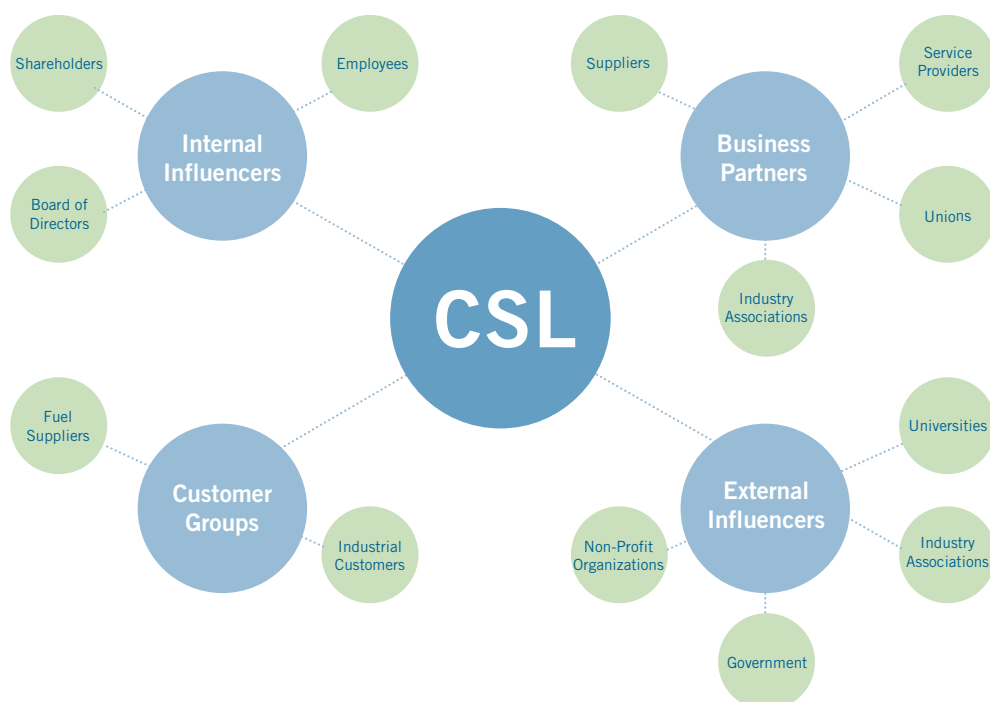 Shareholders
Employees
Internal
Influencers
Board of
Directors
Suppliers
Service
Providers
Business
Partners
Unions
Industry
Associations
CSL
Fuel
Suppliers
Customer
Groups
Industrial
Customers
Universities
External
Influencers
Non-Profit
Organizations
Industry
Associations
Government